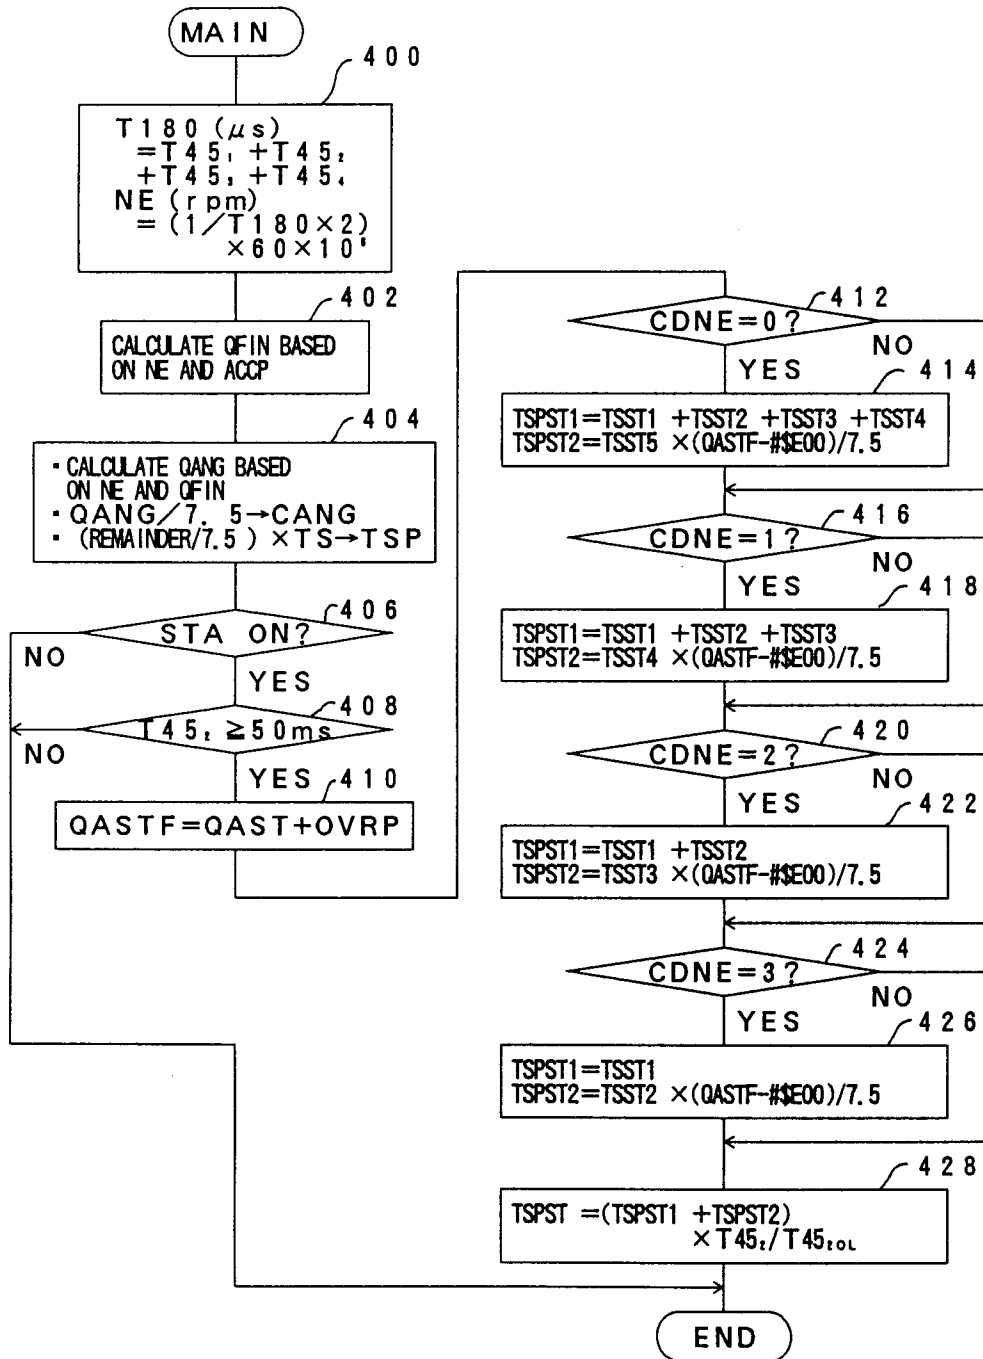 MAIN
400
T180 (μs)
=T45₁ +T45₂
+T45₃ +T45₄
NE (rpm)
= (1/T180×2)
×60×10⁶
402
CALCULATE QFIN BASED
ON NE AND ACCP
404
・CALCULATE QANG BASED
ON NE AND QFIN
・QANG/7.5→CANG
・(REMAINDER/7.5) ×TS→TSP
406
STA ON?
NO
YES
408
T45₂ ≧50ms
NO
YES
410
QASTF=QAST+OVRP
412
CDNE=0?
NO
YES
414
TSPST1=TSST1 +TSST2 +TSST3 +TSST4
TSPST2=TSST5 ×(QASTF-#$E00)/7.5
416
CDNE=1?
NO
YES
418
TSPST1=TSST1 +TSST2 +TSST3
TSPST2=TSST4 ×(QASTF-#$E00)/7.5
420
CDNE=2?
NO
YES
422
TSPST1=TSST1 +TSST2
TSPST2=TSST3 ×(QASTF-#$E00)/7.5
424
CDNE=3?
NO
YES
426
TSPST1=TSST1
TSPST2=TSST2 ×(QASTF-#$E00)/7.5
428
TSPST =(TSPST1 +TSPST2)
×T45₂/T45₂OL
END